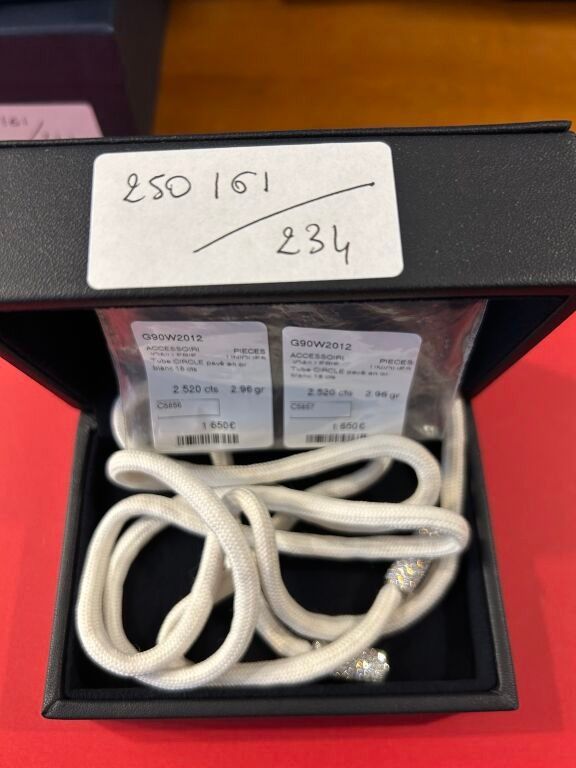 161/
250 161
/
234
G90W2012
ACCESSOIRI PIECES
Tube CIRCLE pavé en or
blanc 18 cts
2.520 cts 2.96 gr
C5856
1 650€
G90W2012
ACCESSOIRI PIECES
Tube CIRCLE pavé en or
blanc 18 cts
2.520 cts 2.96 gr
C5857
1 650€